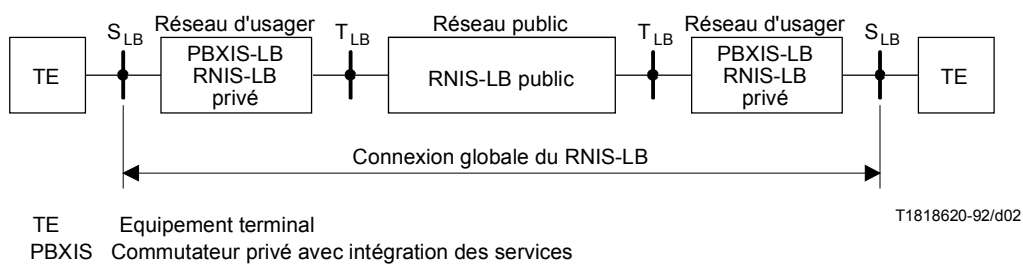 S LB Réseau d'usager T LB Réseau public T LB Réseau d'usager S LB
TE
PBXIS-LB
RNIS-LB
privé
RNIS-LB public
PBXIS-LB
RNIS-LB
privé
TE
Connexion globale du RNIS-LB
T1818620-92/d02
TE Equipement terminal
PBXIS Commutateur privé avec intégration des services